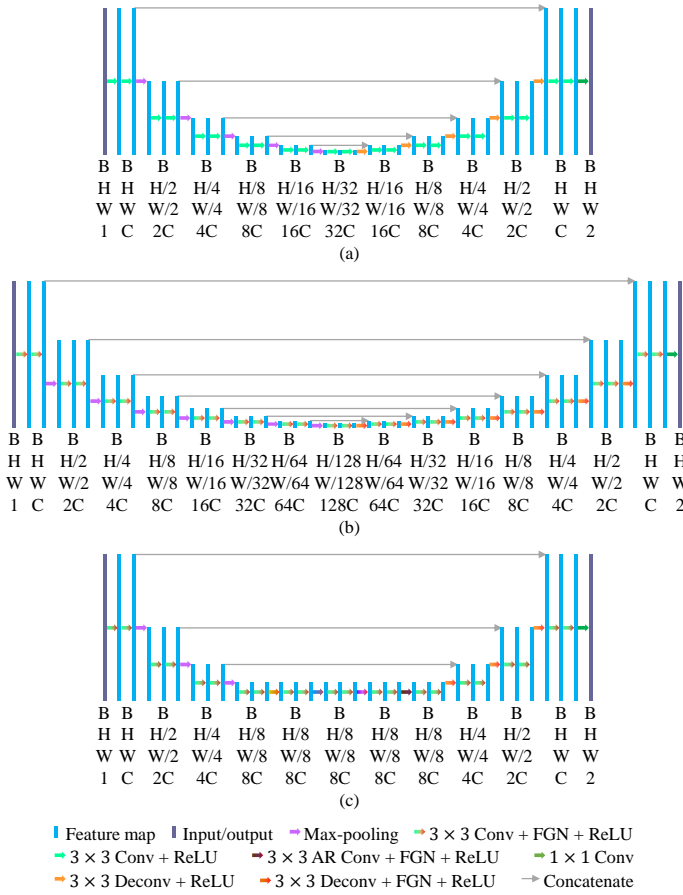 B B B B B B B B B B B B B
H H H/2 H/4 H/8 H/16 H/32 H/16 H/8 H/4 H/2 H H
W W W/2 W/4 W/8 W/16 W/32 W/16 W/8 W/4 W/2 W W
1 C 2C 4C 8C 16C 32C 16C 8C 4C 2C C 2
(a)
B B B B B B B B B B B B B B B B B
H H H/2 H/4 H/8 H/16 H/32 H/64 H/128 H/64 H/32 H/16 H/8 H/4 H/2 H H
W W W/2 W/4 W/8 W/16 W/32 W/64 W/128 W/64 W/32 W/16 W/8 W/4 W/2 W W
1 C 2C 4C 8C 16C 32C 64C 128C 64C 32C 16C 8C 4C 2C C 2
(b)
B B B B B B B B B B B B B
H H H/2 H/4 H/8 H/8 H/8 H/8 H/8 H/4 H/2 H H
W W W/2 W/4 W/8 W/8 W/8 W/8 W/8 W/4 W/2 W W
1 C 2C 4C 8C 8C 8C 8C 8C 4C 2C C 2
(c)
Feature map Input/output Max-pooling 3 × 3 Conv + FGN + ReLU
3 × 3 Conv + ReLU 3 × 3 AR Conv + FGN + ReLU 1 × 1 Conv
3 × 3 Deconv + ReLU 3 × 3 Deconv + FGN + ReLU Concatenate